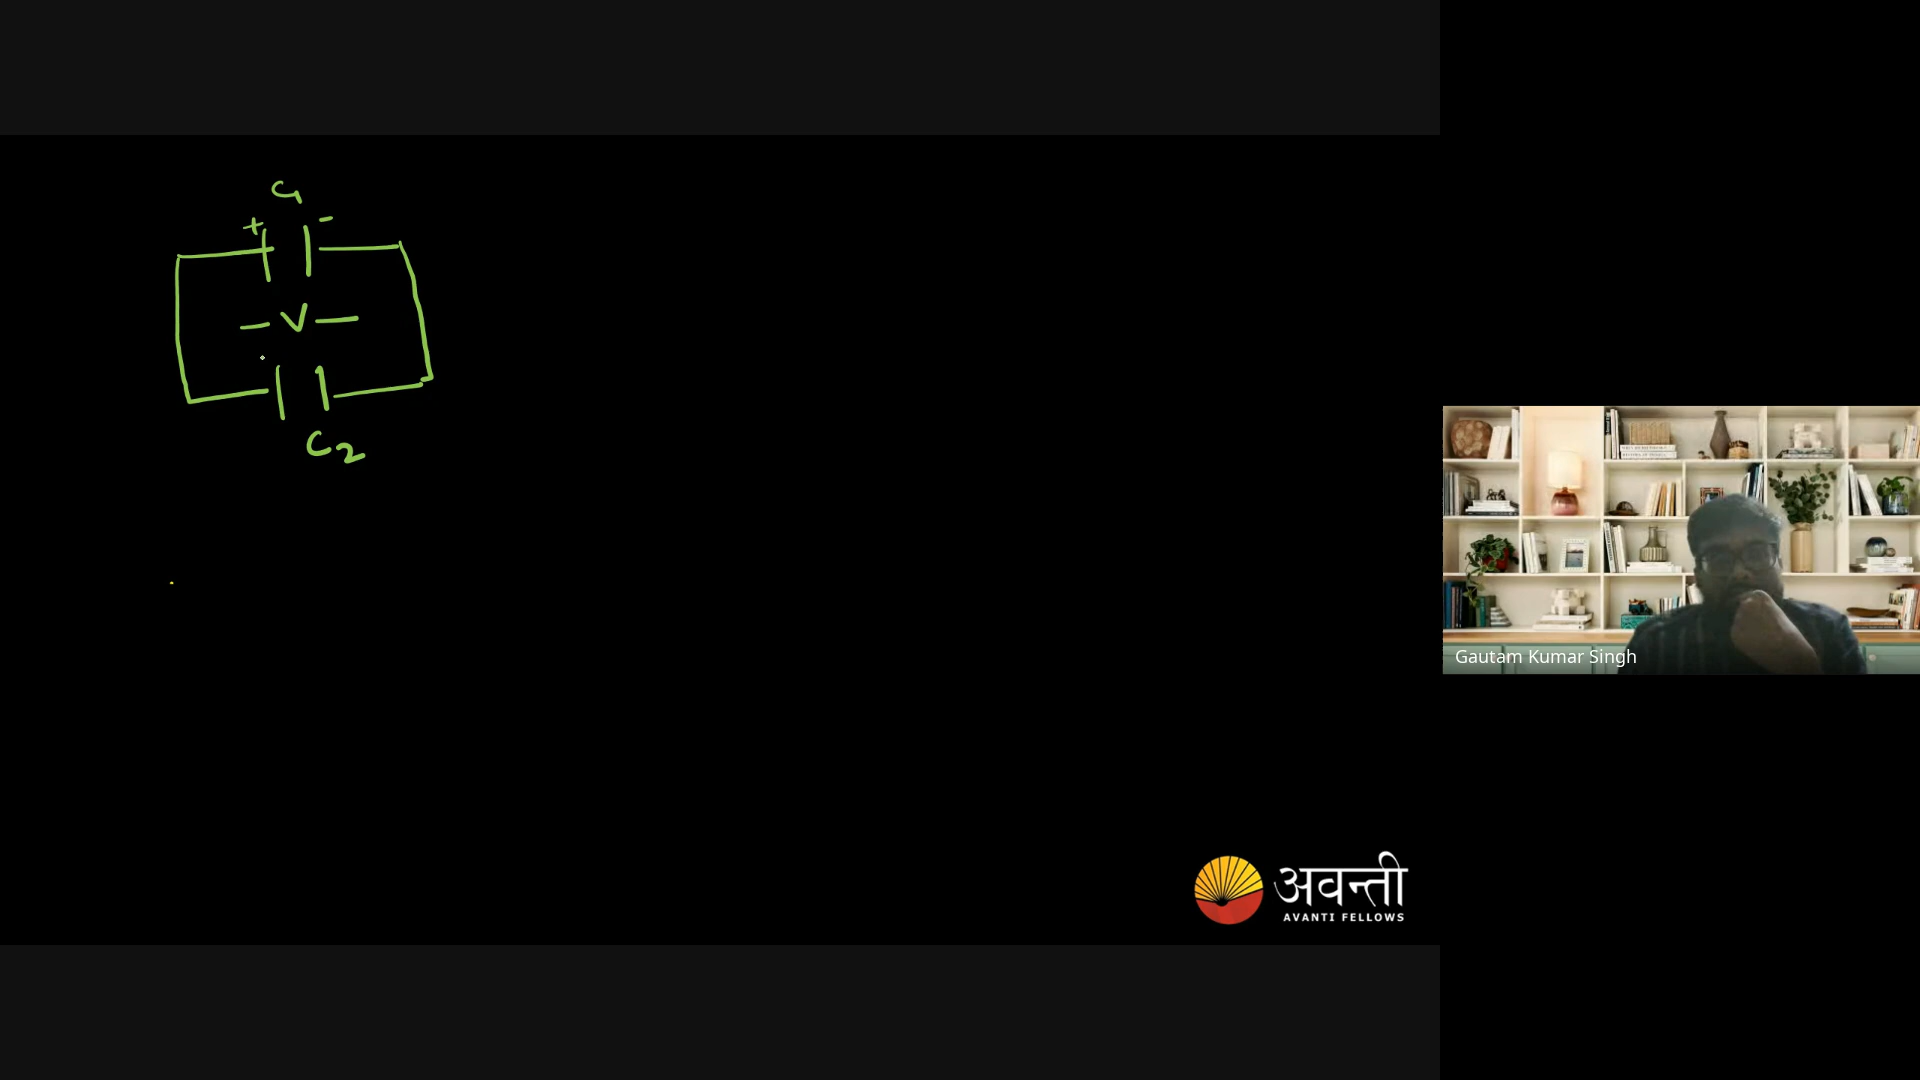 C1
+ -
- V -
C2
Gautam Kumar Singh
अवन्ती
AVANTI FELLOWS